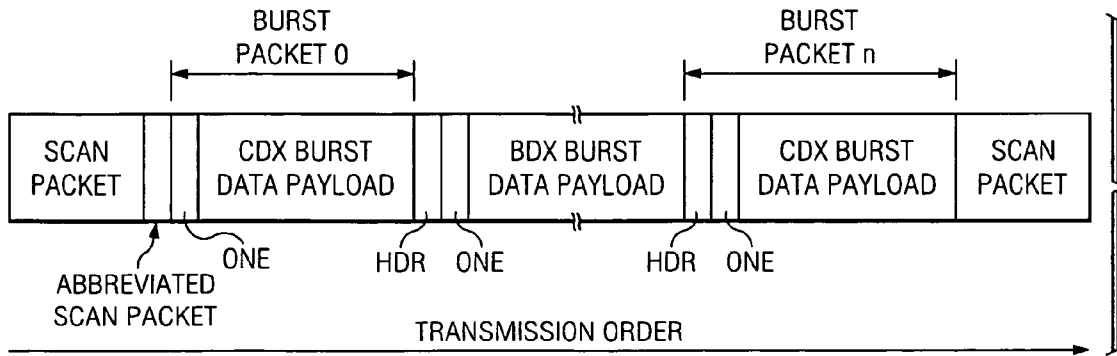 BURST
PACKET 0
BURST
PACKET n
SCAN
PACKET
CDX BURST
DATA PAYLOAD
BDX BURST
DATA PAYLOAD
CDX BURST
DATA PAYLOAD
SCAN
PACKET
ONE
HDR
ONE
HDR
ONE
ABBREVIATED
SCAN PACKET
TRANSMISSION ORDER